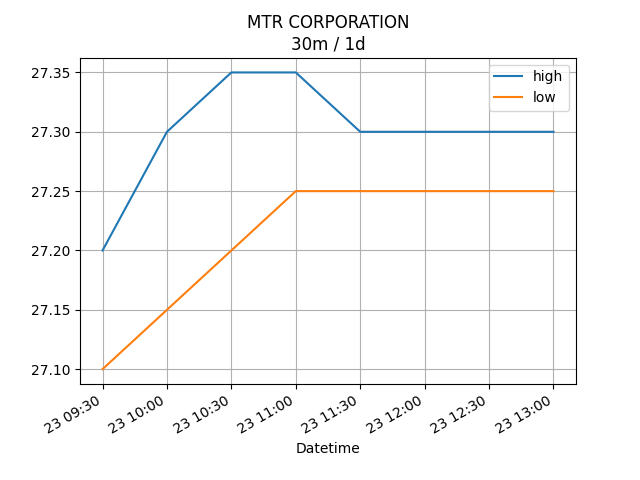 MTR CORPORATION
30m / 1d
high
low
27.35
27.30
27.25
27.20
27.15
27.10
23 09:30
23 10:00
23 10:30
23 11:00
23 11:30
23 12:00
23 12:30
23 13:00
Datetime